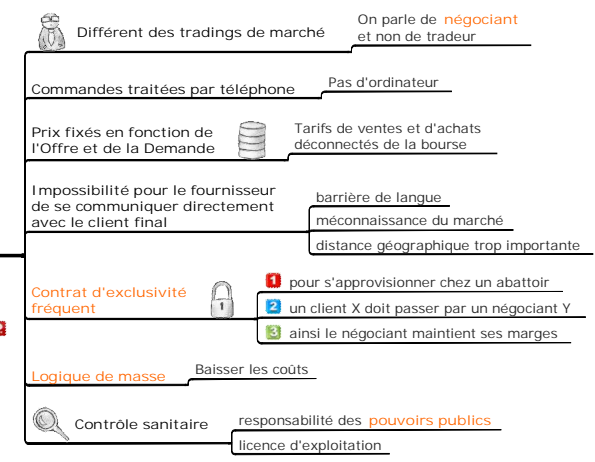 Différent des tradings de marché
On parle de négociant
et non de tradeur
Commandes traitées par téléphone
Pas d'ordinateur
Prix fixés en fonction de
l'Offre et de la Demande
Tarifs de ventes et d'achats
déconnectés de la bourse
Impossibilité pour le fournisseur
de se communiquer directement
avec le client final
barrière de langue
méconnaissance du marché
distance géographique trop importante
Contrat d'exclusivité
fréquent
1
1 pour s'approvisionner chez un abattoir
2 un client X doit passer par un négociant Y
3 ainsi le négociant maintient ses marges
Logique de masse
Baisser les coûts
Contrôle sanitaire
responsabilité des pouvoirs publics
licence d'exploitation